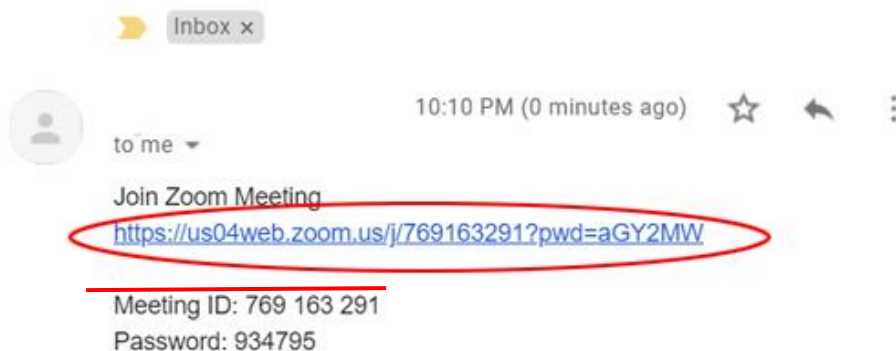 Inbox ×
10:10 PM (0 minutes ago)
to me
Join Zoom Meeting
https://us04web.zoom.us/j/769163291?pwd=aGY2MW
Meeting ID: 769 163 291
Password: 934795